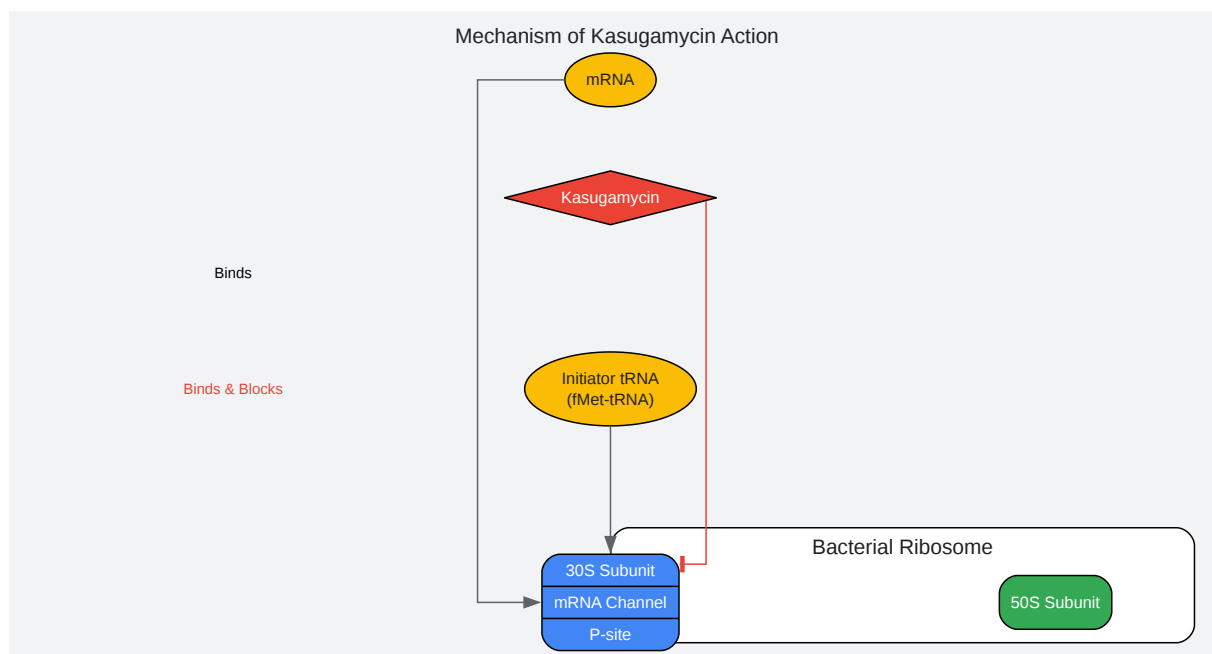 Mechanism of Kasugamycin Action
mRNA
Kasugamycin
Binds
Binds & Blocks
Initiator tRNA
(fMet-tRNA)
Bacterial Ribosome
30S Subunit
mRNA Channel
P-site
50S Subunit